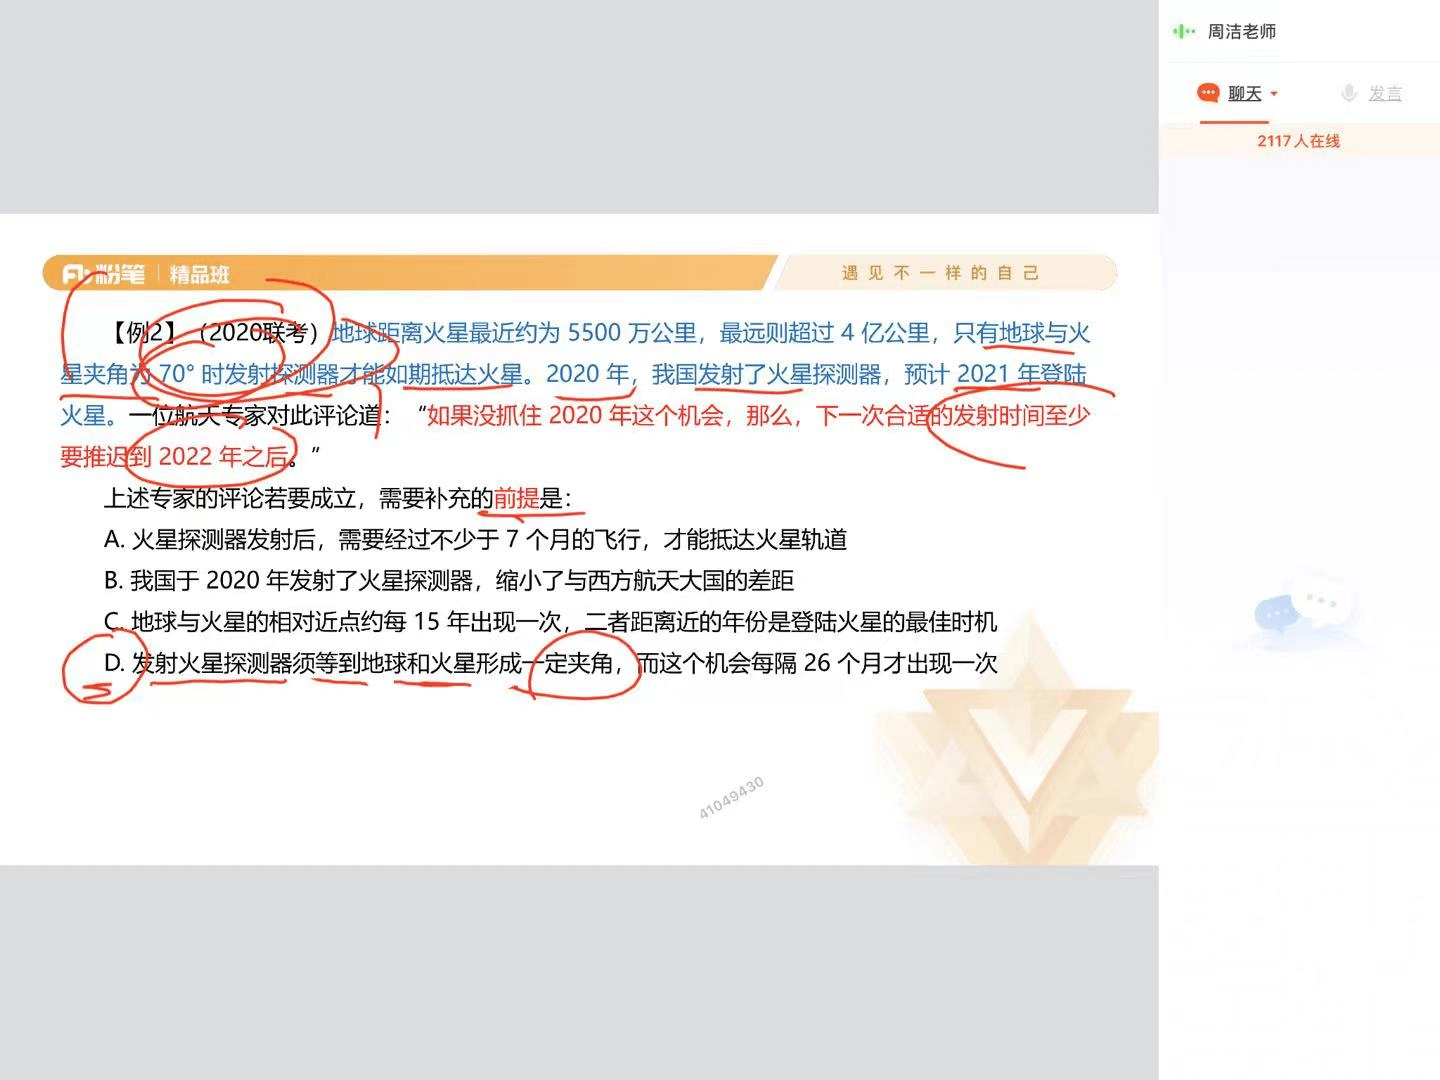 周洁老师
聊天
发言
2117人在线
粉笔 精品班
遇见不一样的自己
【例2】（2020联考）地球距离火星最近约为 5500 万公里，最远则超过 4 亿公里，只有地球与火
星夹角为 70° 时发射探测器才能如期抵达火星。2020 年，我国发射了火星探测器，预计 2021 年登陆
火星。一位航天专家对此评论道：“如果没抓住 2020 年这个机会，那么，下一次合适的发射时间至少
要推迟到 2022 年之后。”
上述专家的评论若要成立，需要补充的前提是：
A. 火星探测器发射后，需要经过不少于 7 个月的飞行，才能抵达火星轨道
B. 我国于 2020 年发射了火星探测器，缩小了与西方航天大国的差距
C. 地球与火星的相对近点约每 15 年出现一次，二者距离近的年份是登陆火星的最佳时机
D. 发射火星探测器须等到地球和火星形成一定夹角，而这个机会每隔 26 个月才出现一次
41049430